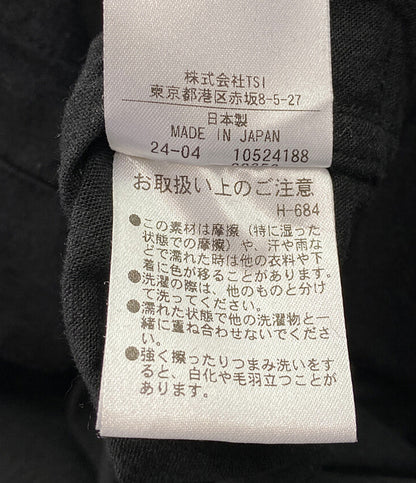 株式会社TSI
東京都港区赤坂8-5-27
日本製
MADE IN JAPAN
24-04 10524188
お取扱い上のご注意
H-684
●この素材は摩擦（特に湿った
状態での摩擦）や、汗や雨な
どで濡れた時は他の衣料や下
着に色が移ることがあります。
●洗濯の際は、他のものと分け
て洗ってください。
●濡れた状態で他の洗濯物と一
緒に重ね合わせないでくださ
い。
●強く擦ったりつまみ洗いをす
ると、白化や毛羽立つことが
あります。